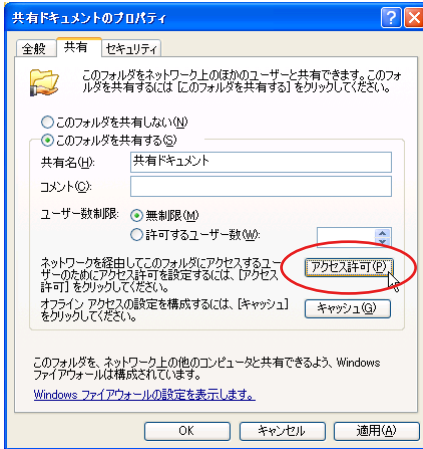 共有ドキュメントのプロパティ
全般 共有 セキュリティ
このフォルダをネットワーク上のほかのユーザーと共有できます。このフォ
ルダを共有するには [このフォルダを共有する] をクリックしてください。
このフォルダを共有しない(N)
このフォルダを共有する(S)
共有名(H): 共有ドキュメント
コメント(C):
ユーザー数制限: 無制限(M)
許可するユーザー数(W):
ネットワークを経由してこのフォルダにアクセスするユー
ザーのためにアクセス許可を設定するには、[アクセス
許可] をクリックしてください。
アクセス許可(P)
オフライン アクセスの設定を構成するには、[キャッシュ]
をクリックしてください。
キャッシュ(G)
このフォルダを、ネットワーク上の他のコンピュータと共有できるよう、Windows
ファイアウォールは構成されています。
Windows ファイアウォールの設定を表示します。
OK キャンセル 適用(A)